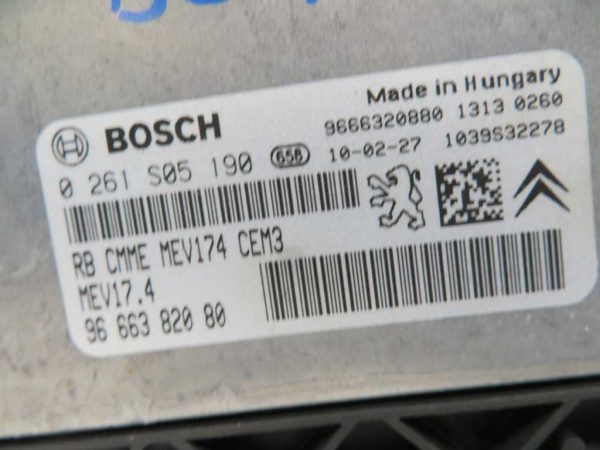 Made in Hungary
BOSCH
9666320880 1313 0260
0 261 S05 190 658 10-02-27 1039S32278
RB CMME MEV174 CEM3
MEV17.4
96 663 820 80